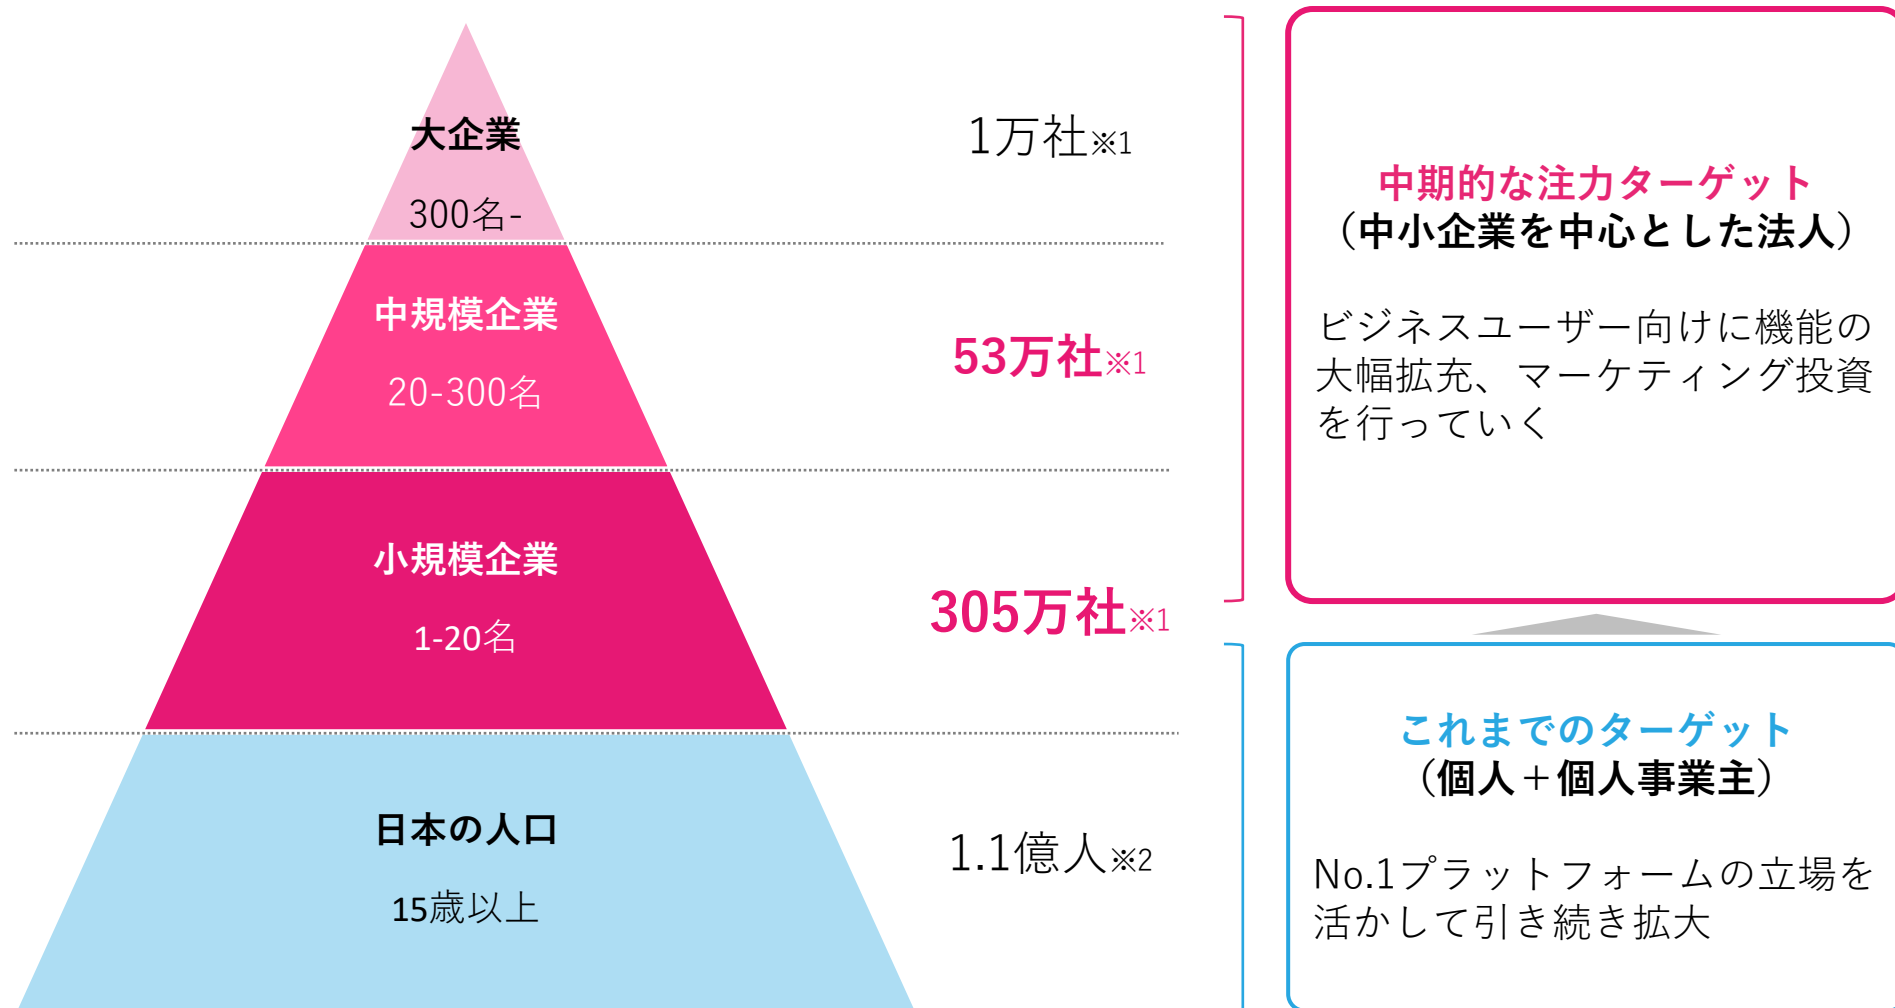 大企業
300名-
1万社※1
中規模企業
20-300名
53万社※1
小規模企業
1-20名
305万社※1
日本の人口
15歳以上
1.1億人※2
中期的な注力ターゲット
（中小企業を中心とした法人）
ビジネスユーザー向けに機能の
大幅拡充、マーケティング投資
を行っていく
これまでのターゲット
（個人＋個人事業主）
No.1プラットフォームの立場を
活かして引き続き拡大